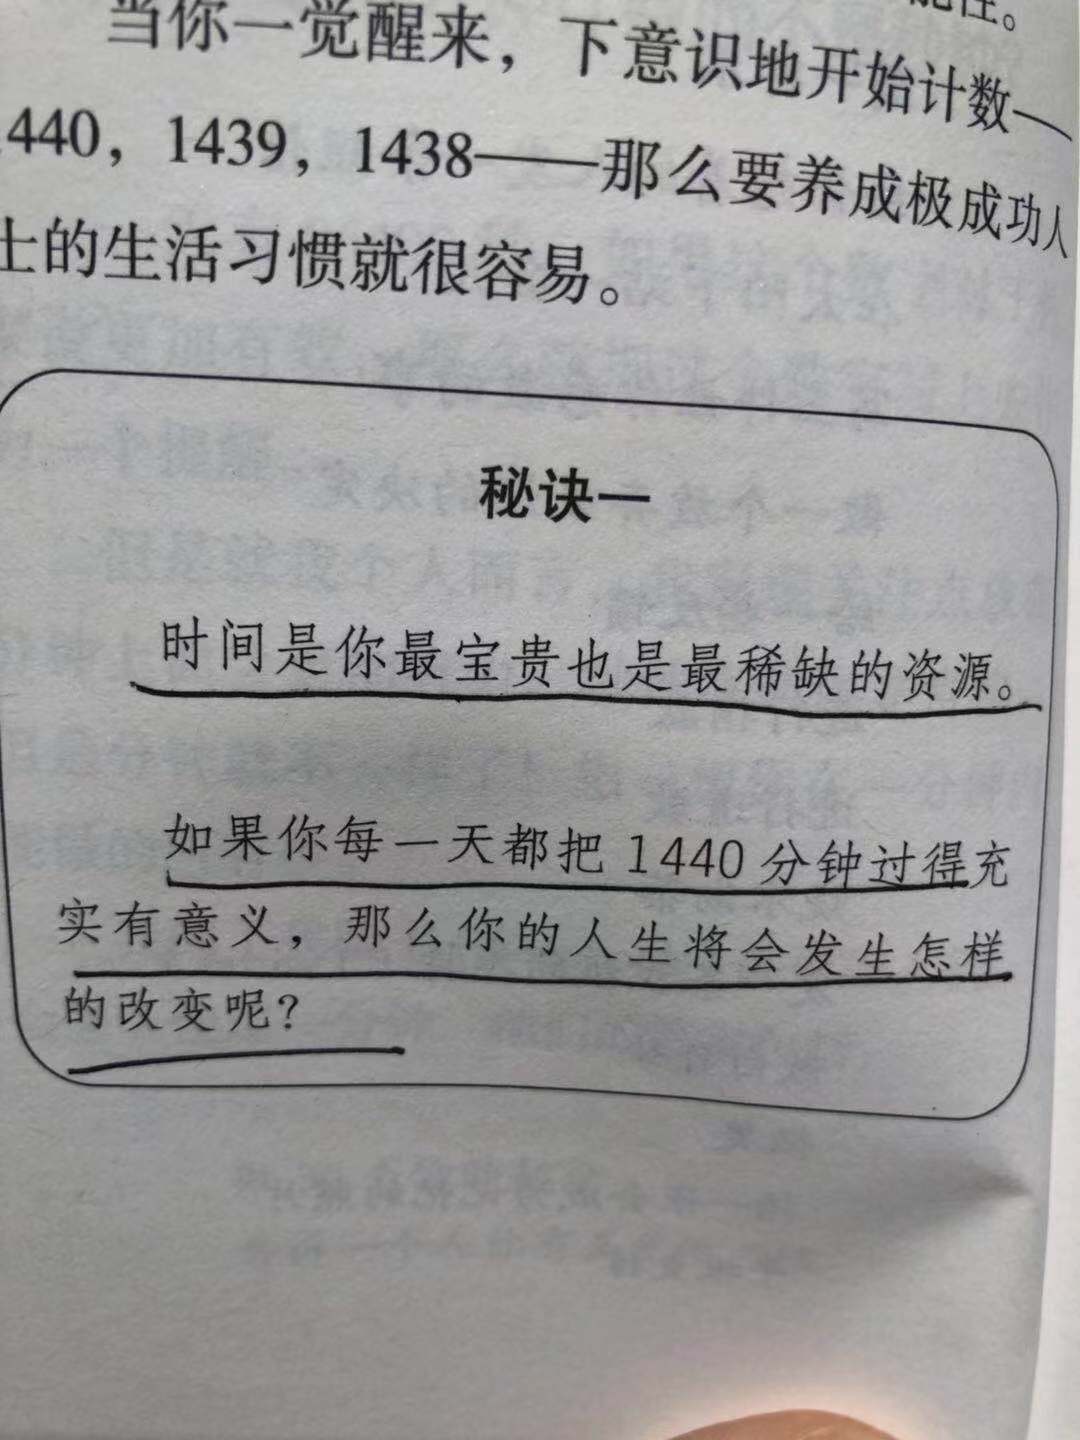 当你一觉醒来，下意识地开始计数—
440，1439，1438——那么要养成极成功人
士的生活习惯就很容易。
秘诀一
时间是你最宝贵也是最稀缺的资源。
如果你每一天都把 1440 分钟过得充
实有意义，那么你的人生将会发生怎样
的改变呢？